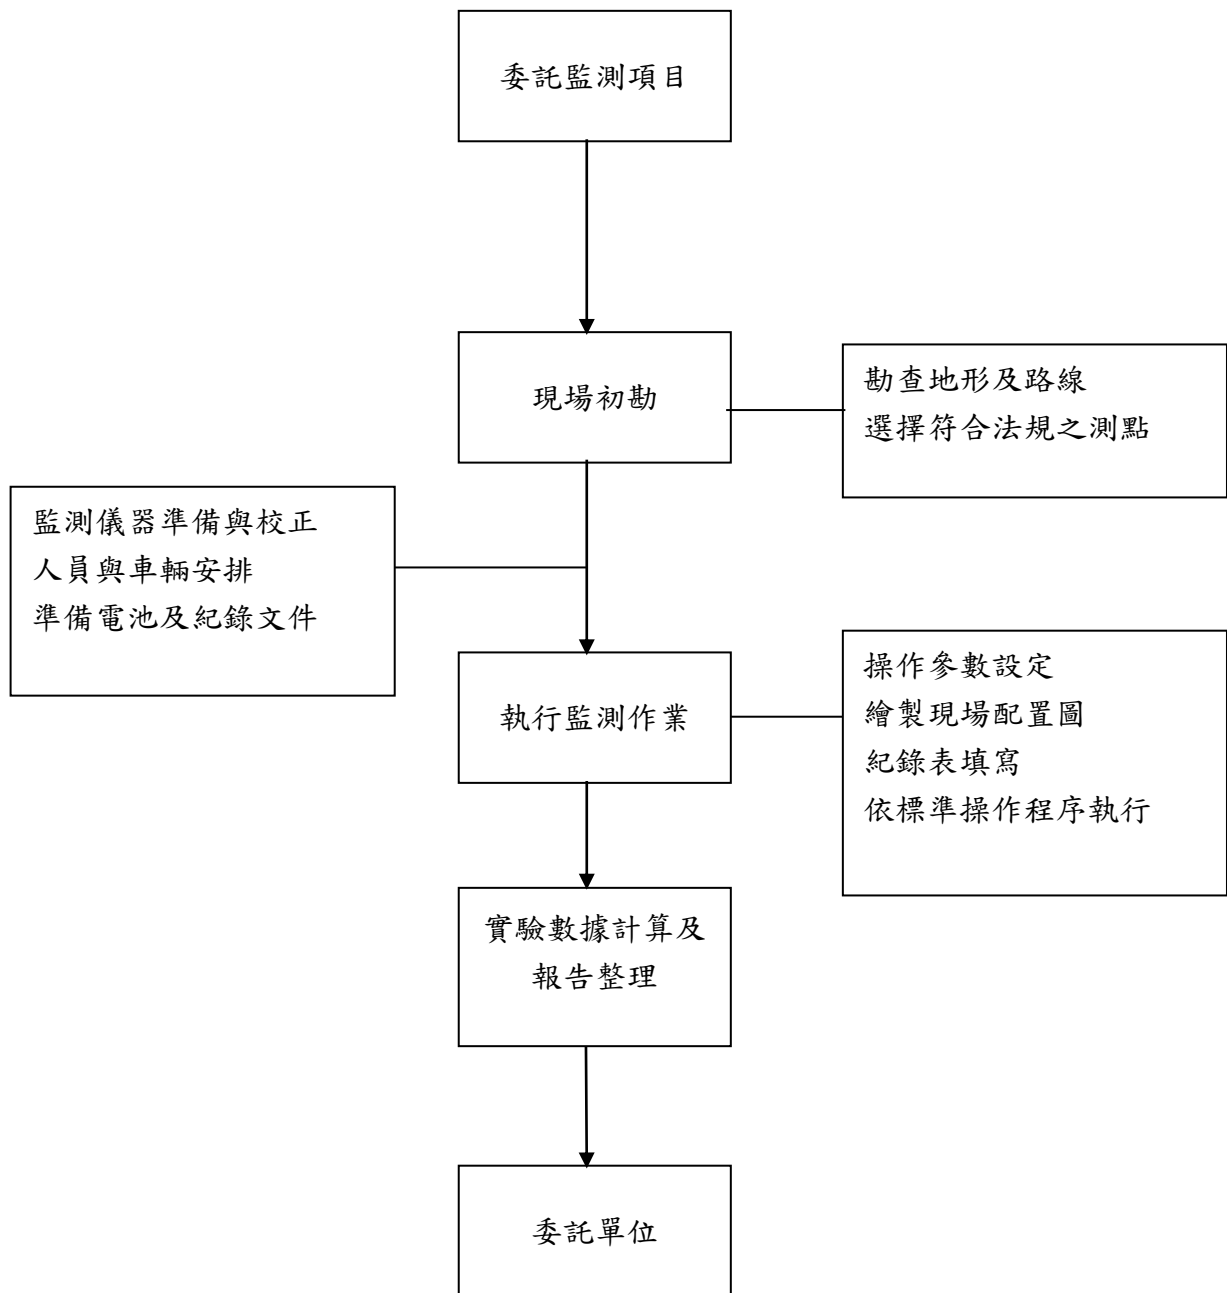 委託監測項目
現場初勘
勘查地形及路線
選擇符合法規之測點
監測儀器準備與校正
人員與車輛安排
準備電池及紀錄文件
執行監測作業
操作參數設定
繪製現場配置圖
紀錄表填寫
依標準操作程序執行
實驗數據計算及
報告整理
委託單位